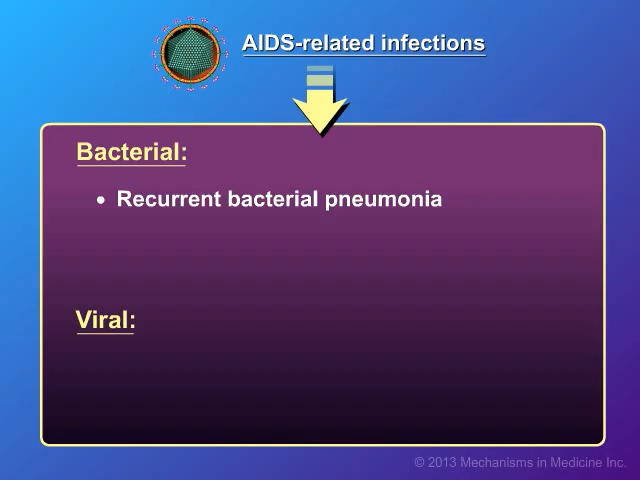 AIDS-related infections
Bacterial:
• Recurrent bacterial pneumonia
Viral:
© 2013 Mechanisms in Medicine Inc.